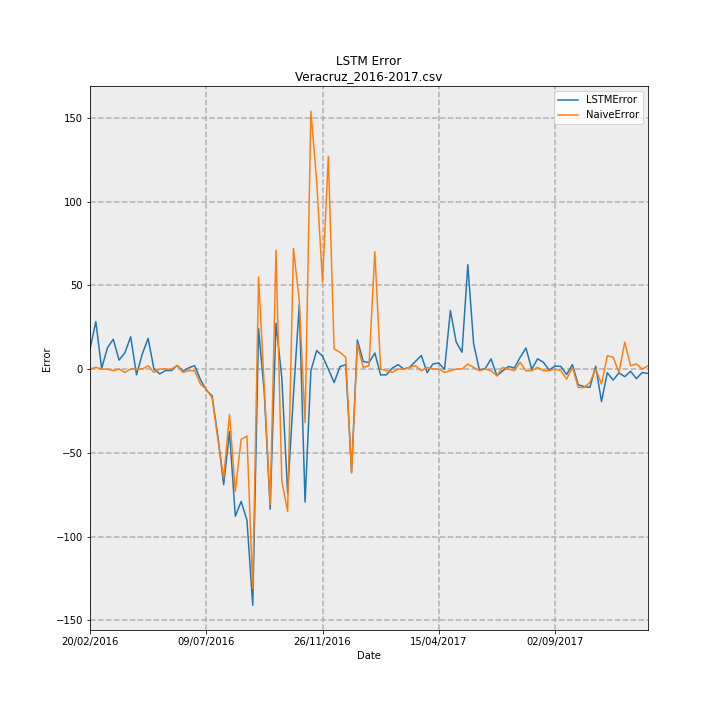 LSTM Error
Veracruz_2016-2017.csv
LSTMError
NaiveError
150
100
50
0
−50
−100
−150
Error
20/02/2016
09/07/2016
26/11/2016
15/04/2017
02/09/2017
Date